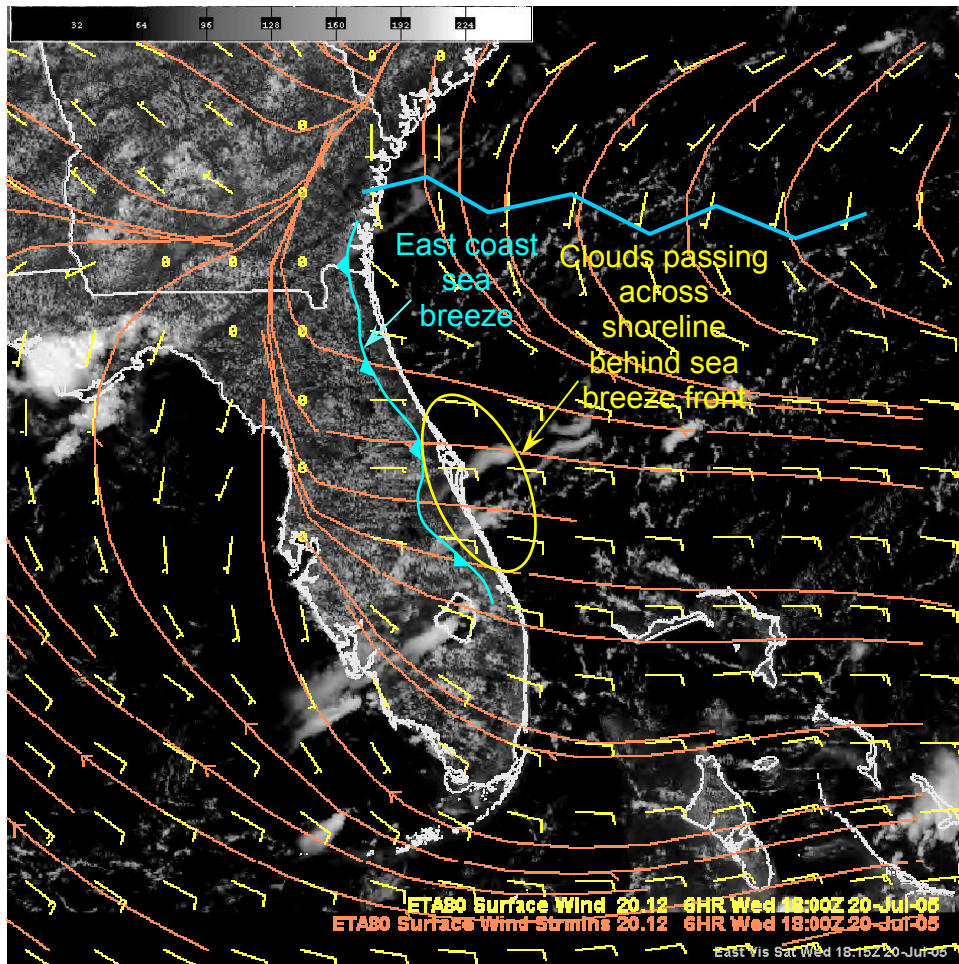 32 64 96 128 160 192 224
East coast
sea
breeze
Clouds passing
across
shoreline
behind sea
breeze front
ETA80 Surface Wind 20.12 6HR Wed 18:00Z 20-Jul-05
ETA80 Surface Wind Strmlns 20.12 6HR Wed 18:00Z 20-Jul-05
East Vis Sat Wed 18:15Z 20-Jul-05